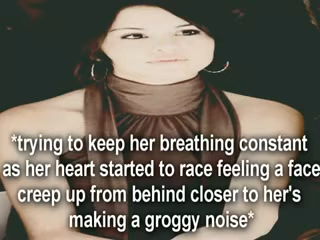 *trying to keep her breathing constant
as her heart started to race feeling a face
creep up from behind closer to her's
making a groggy noise*